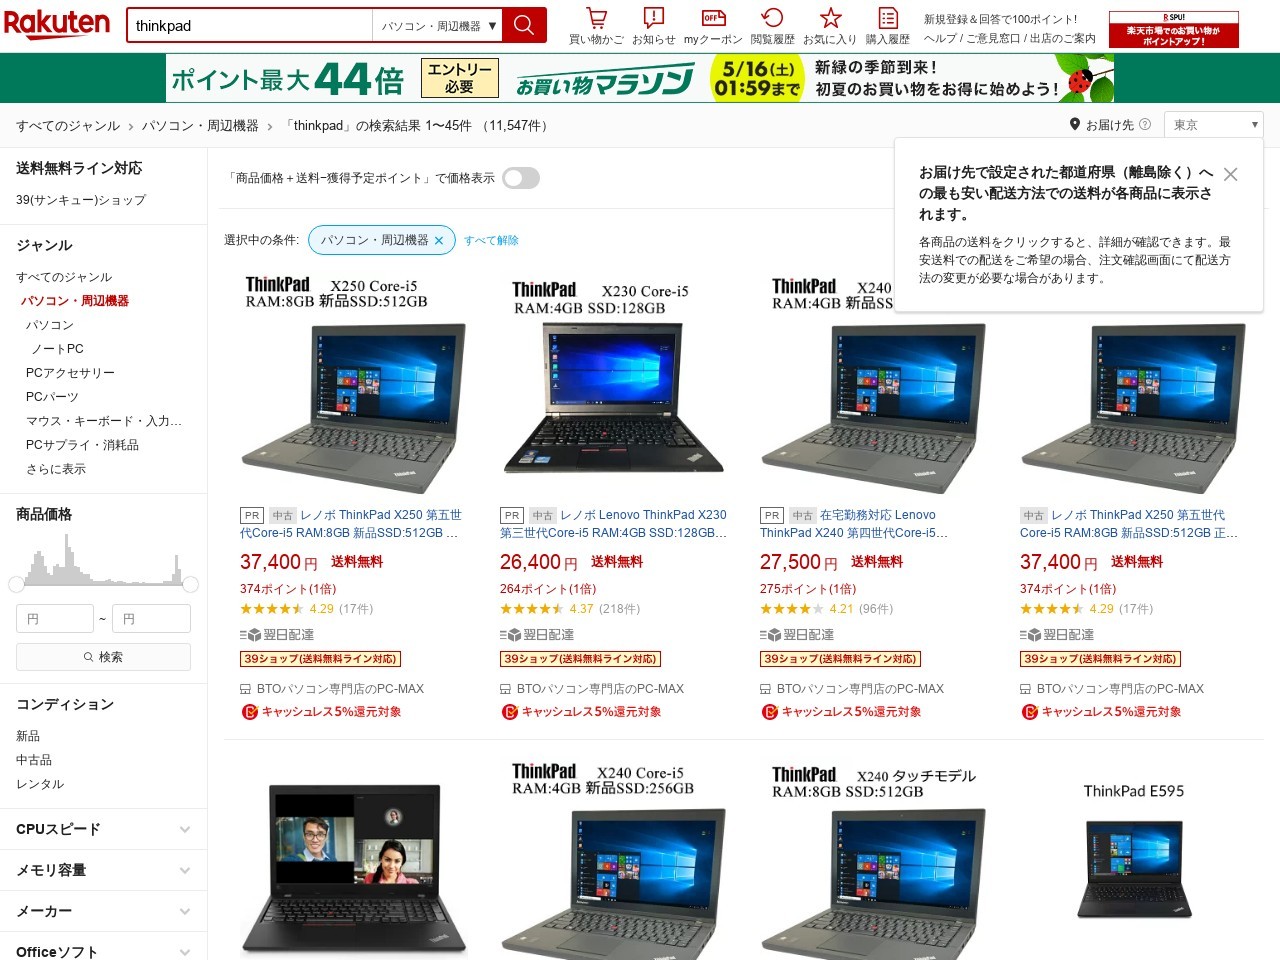 Rakuten
thinkpad
パソコン・周辺機器 ▼
買い物かご
お知らせ
OFF
myクーポン
閲覧履歴
お気に入り
購入履歴
新規登録＆回答で100ポイント!
ヘルプ / ご意見窓口 / 出店のご案内
R SPU!
楽天市場でのお買い物が
ポイントアップ！
ポイント最大44倍
エントリー
必要
お買い物マラソン
5/16(土)
01:59まで
新緑の季節到来！
初夏のお買い物をお得に始めよう！
すべてのジャンル
パソコン・周辺機器
「thinkpad」の検索結果 1〜45件 （11,547件）
お届け先
東京
お届け先で設定された都道府県（離島除く）へ
の最も安い配送方法での送料が各商品に表示さ
れます。
各商品の送料をクリックすると、詳細が確認できます。最
安送料での配送をご希望の場合、注文確認画面にて配送方
法の変更が必要な場合があります。
送料無料ライン対応
39(サンキュー)ショップ
ジャンル
すべてのジャンル
パソコン・周辺機器
パソコン
ノートPC
PCアクセサリー
PCパーツ
マウス・キーボード・入力…
PCサプライ・消耗品
さらに表示
商品価格
円 ~ 円
検索
コンディション
新品
中古品
レンタル
CPUスピード
メモリ容量
メーカー
Officeソフト
「商品価格＋送料−獲得予定ポイント」で価格表示
選択中の条件:
パソコン・周辺機器 ×
すべて解除
ThinkPad X250 Core-i5
RAM:8GB 新品SSD:512GB
PR 中古 レノボ ThinkPad X250 第五世
代Core-i5 RAM:8GB 新品SSD:512GB …
37,400 円 送料無料
374ポイント(1倍)
4.29 (17件)
翌日配達
39ショップ(送料無料ライン対応)
BTOパソコン専門店のPC-MAX
キャッシュレス5%還元対象
ThinkPad X230 Core-i5
RAM:4GB SSD:128GB
PR 中古 レノボ Lenovo ThinkPad X230
第三世代Core-i5 RAM:4GB SSD:128GB…
26,400 円 送料無料
264ポイント(1倍)
4.37 (218件)
翌日配達
39ショップ(送料無料ライン対応)
BTOパソコン専門店のPC-MAX
キャッシュレス5%還元対象
ThinkPad X240
RAM:4GB 新品SS
PR 中古 在宅勤務対応 Lenovo
ThinkPad X240 第四世代Core-i5…
27,500 円 送料無料
275ポイント(1倍)
4.21 (96件)
翌日配達
39ショップ(送料無料ライン対応)
BTOパソコン専門店のPC-MAX
キャッシュレス5%還元対象
中古 レノボ ThinkPad X250 第五世代
Core-i5 RAM:8GB 新品SSD:512GB 正…
37,400 円 送料無料
374ポイント(1倍)
4.29 (17件)
翌日配達
39ショップ(送料無料ライン対応)
BTOパソコン専門店のPC-MAX
キャッシュレス5%還元対象
ThinkPad X240 Core-i5
RAM:4GB 新品SSD:256GB
ThinkPad X240 タッチモデル
RAM:8GB SSD:512GB
ThinkPad E595